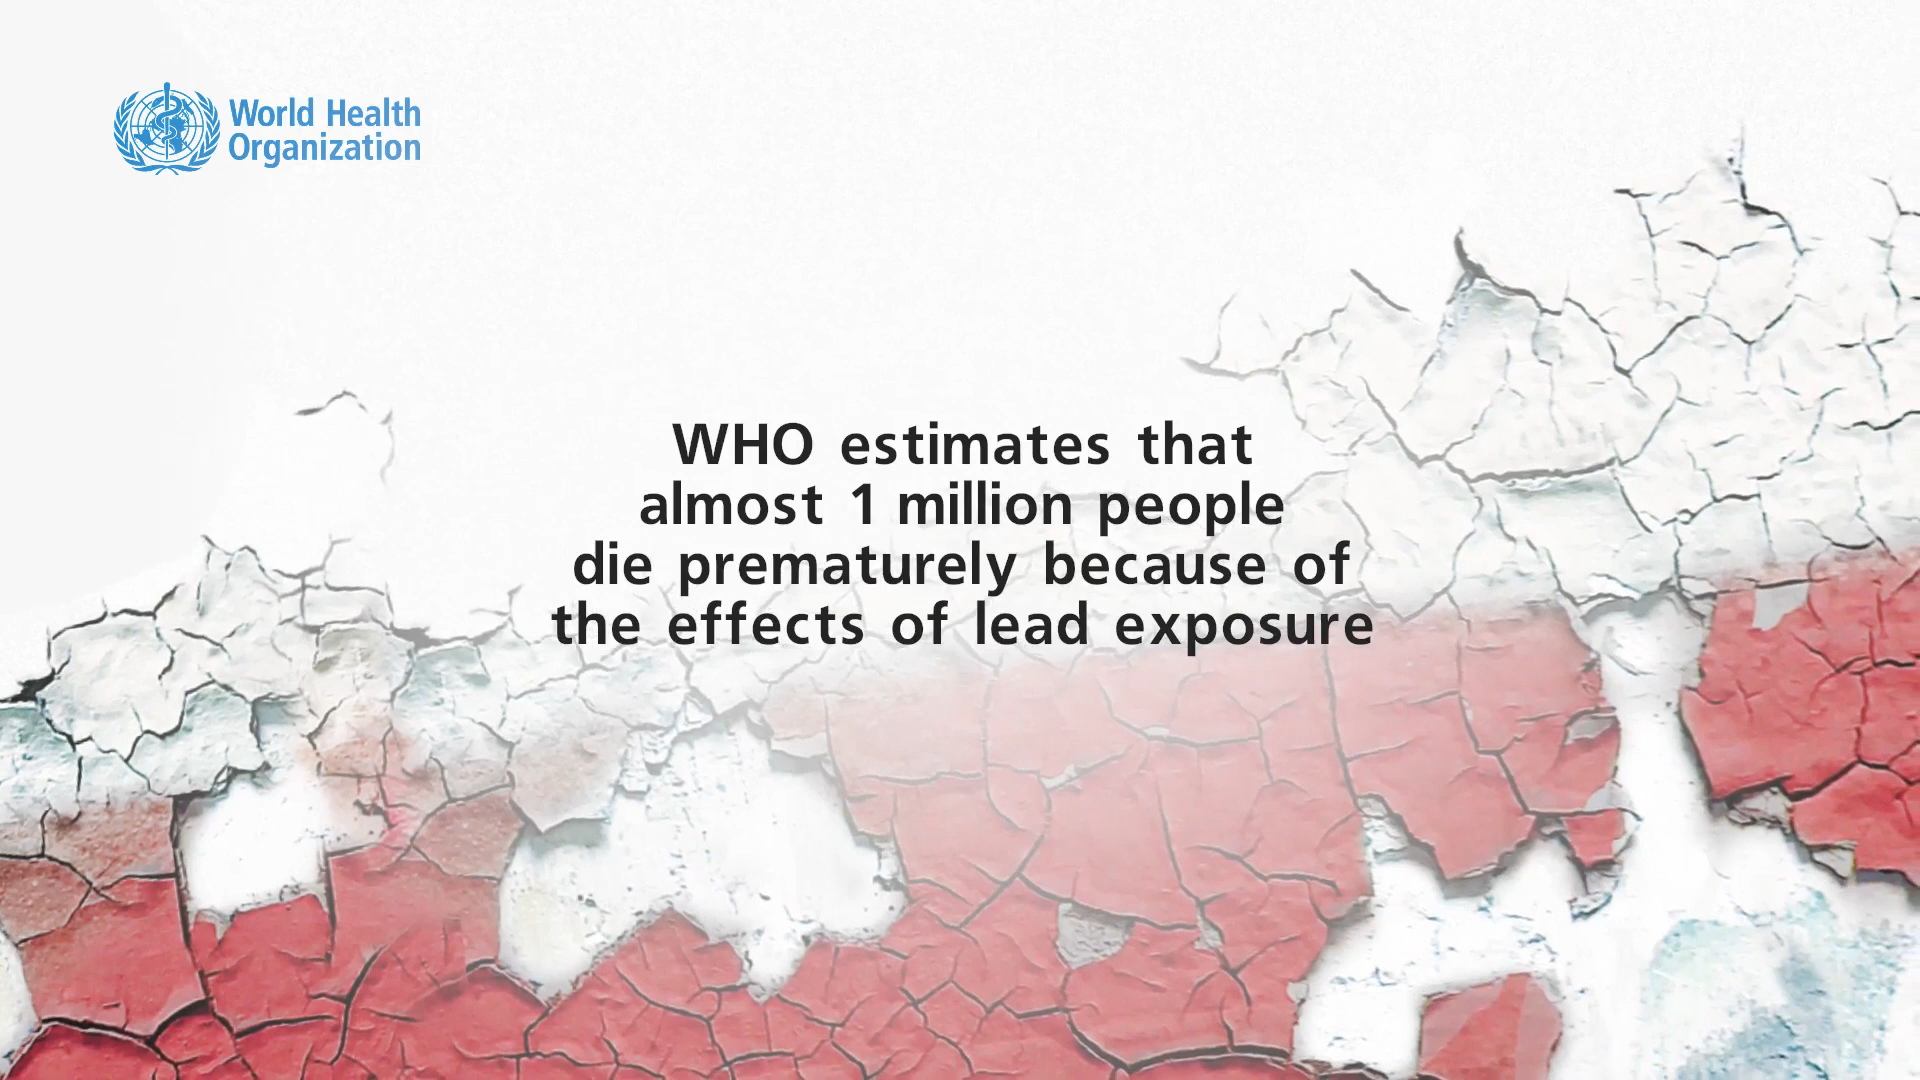 World Health
Organization
WHO estimates that
almost 1 million people
die prematurely because of
the effects of lead exposure